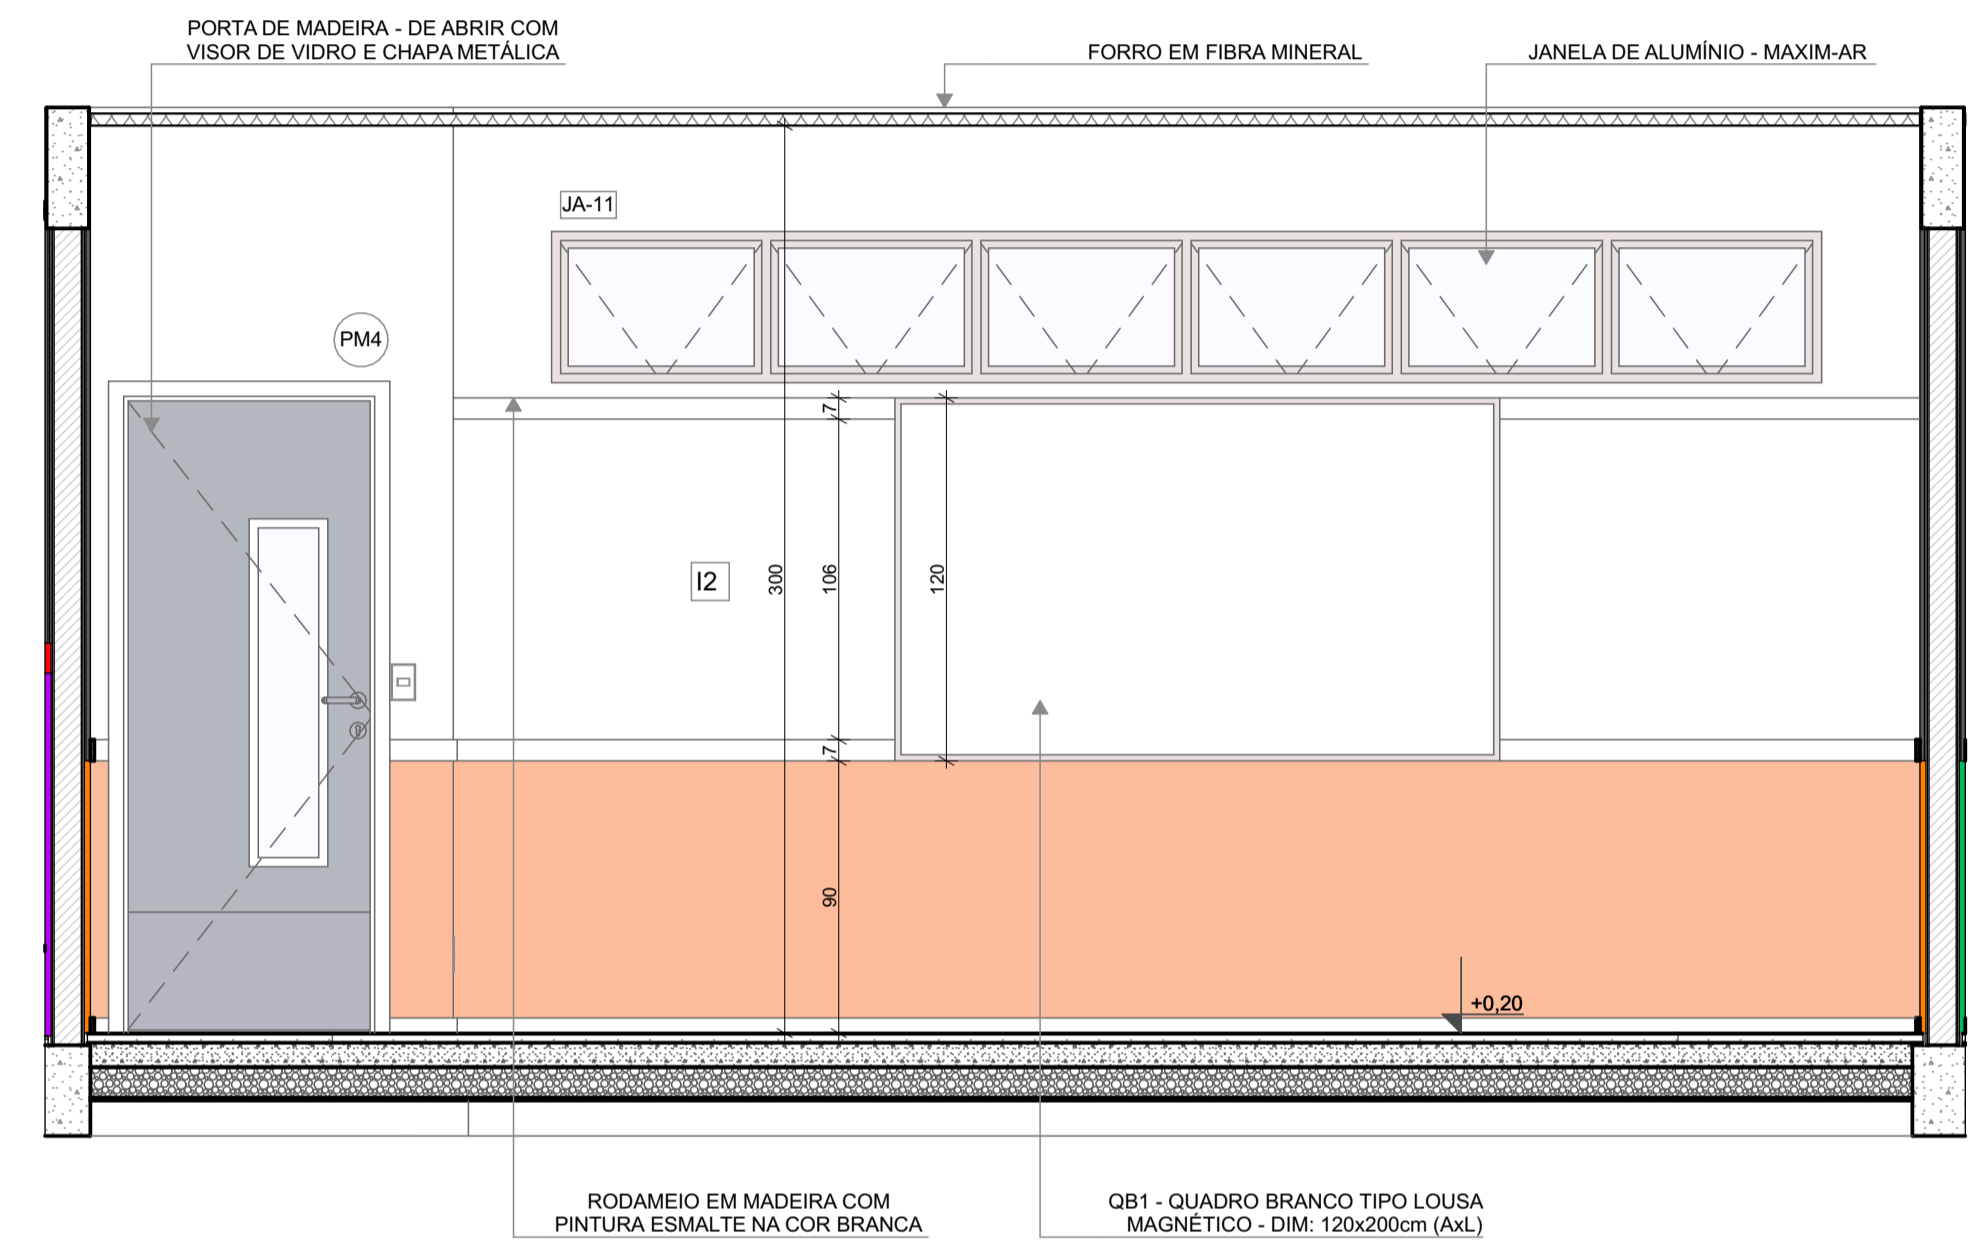 PORTA DE MADEIRA - DE ABRIR COM
VISOR DE VIDRO E CHAPA METÁLICA
FORRO EM FIBRA MINERAL
JANELA DE ALUMÍNIO - MAXIM-AR
JA-11
PM4
7
I2
300
106
120
7
90
+0,20
RODAMEIO EM MADEIRA COM
PINTURA ESMALTE NA COR BRANCA
QB1 - QUADRO BRANCO TIPO LOUSA
MAGNÉTICO - DIM: 120x200cm (AxL)